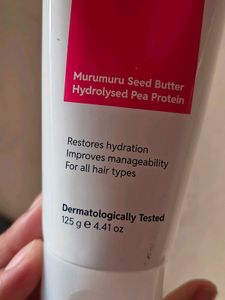 Murumuru Seed Butter
Hydrolysed Pea Protein
Restores hydration
Improves manageability
For all hair types
Dermatologically Tested
125 g ℮ 4.41 oz